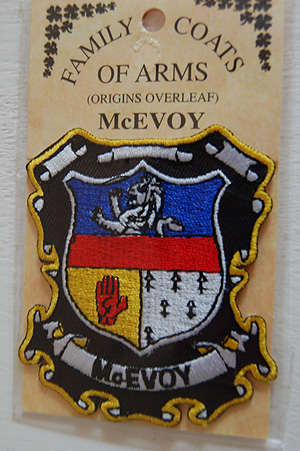 FAMILY COATS
OF ARMS
(ORIGINS OVERLEAF)
McEVOY
McEVOY